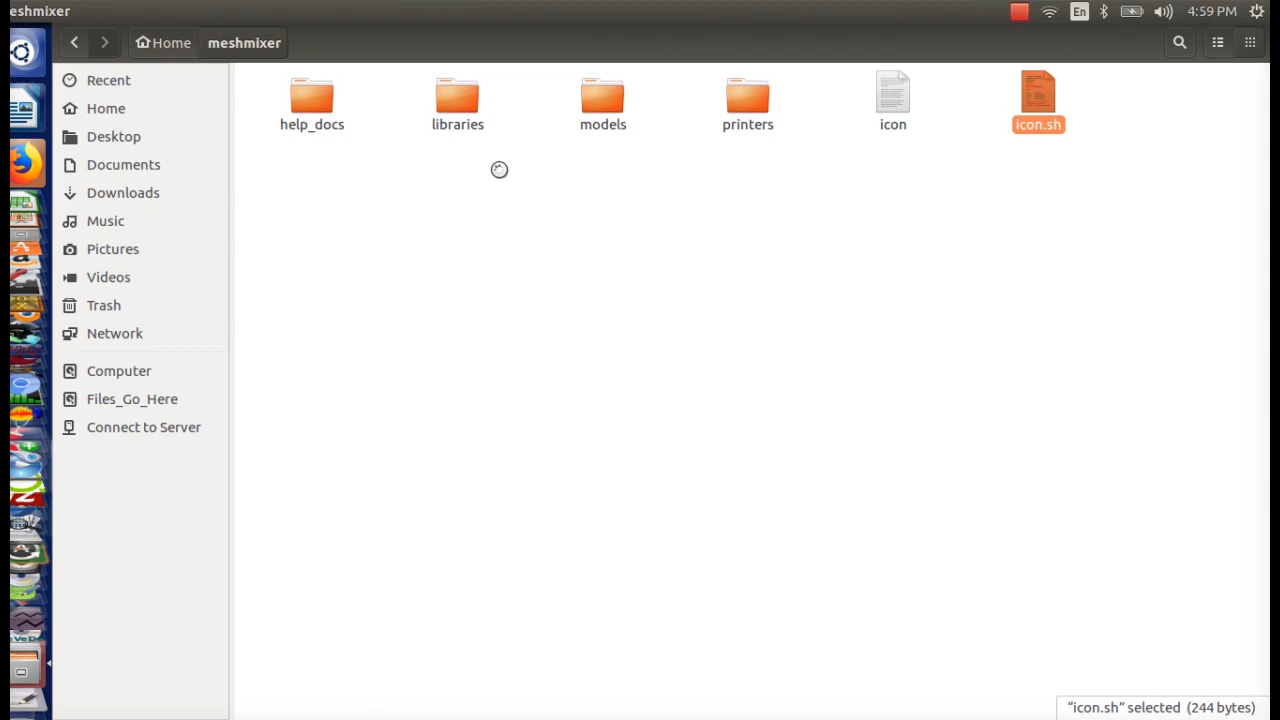 eshmixer
En
4:59 PM
Home
meshmixer
Recent
Home
Desktop
Documents
Downloads
Music
Pictures
Videos
Trash
Network
Computer
Files_Go_Here
Connect to Server
help_docs
libraries
models
printers
icon
icon.sh
“icon.sh” selected (244 bytes)